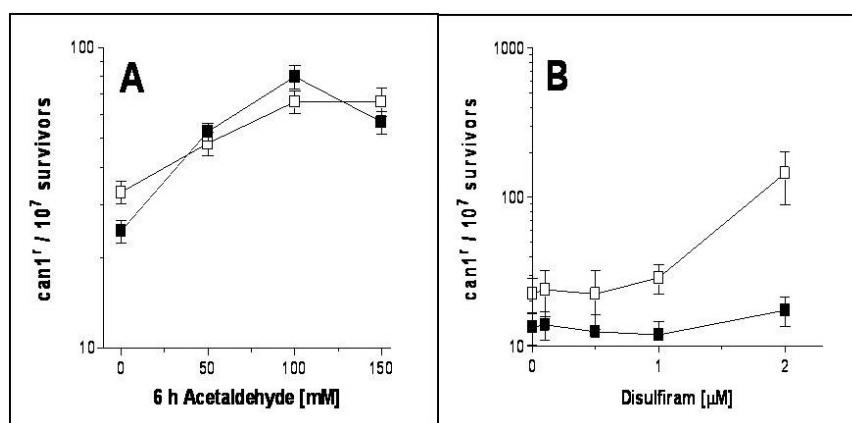 A
100
10
can1ʳ / 10⁷ survivors
0 50 100 150
6 h Acetaldehyde [mM]
B
1000
100
10
can1ʳ / 10⁷ survivors
0 1 2
Disulfiram [µM]